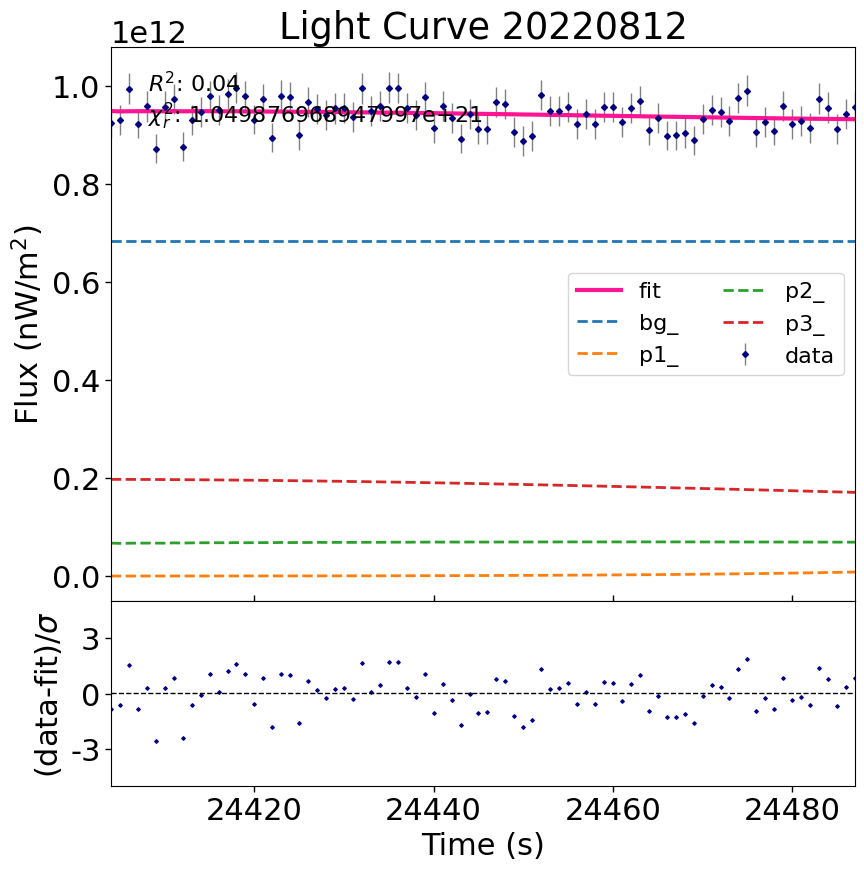 Light Curve 20220812
1e12
R²: 0.04
χ²ᵣ: 1.049876968947997e+21
1.0
0.8
0.6
0.4
0.2
0.0
Flux (nW/m²)
fit
bg_
p1_
p2_
p3_
data
3
0
-3
(data-fit)/σ
24420
24440
24460
24480
Time (s)